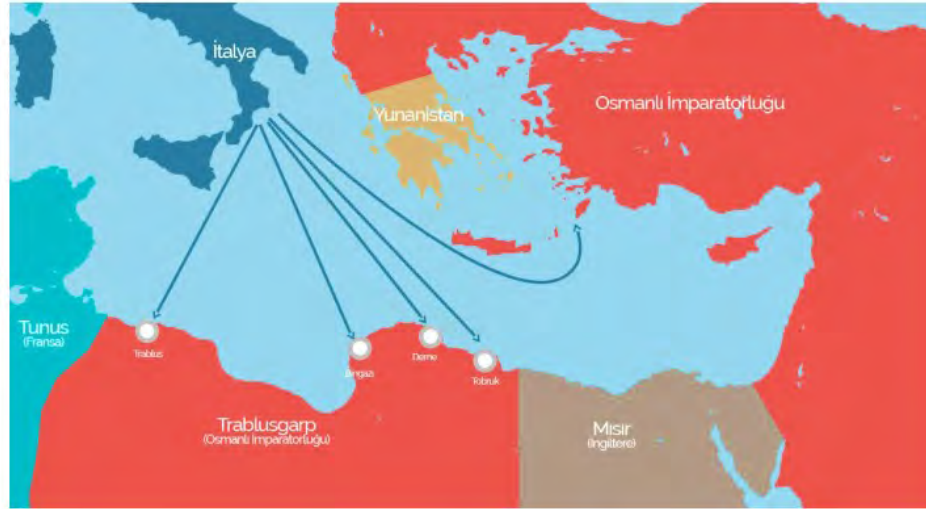 İtalya
Yunanistan
Osmanlı İmparatorluğu
Tunus
(Fransa)
Trablus
Bingazi
Derne
Tobruk
Trablusgarp
(Osmanlı İmparatorluğu)
Mısır
(İngiltere)